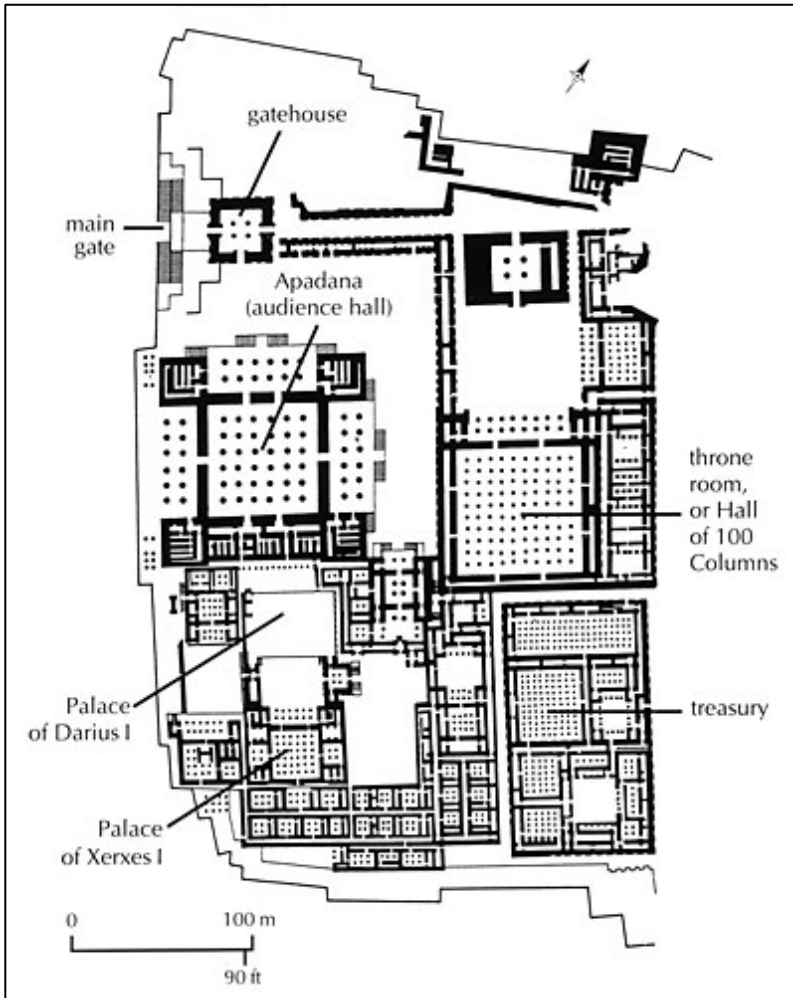 gatehouse
main
gate
Apadana
(audience hall)
throne
room,
or Hall
of 100
Columns
Palace
of Darius I
treasury
Palace
of Xerxes I
0 100 m
90 ft